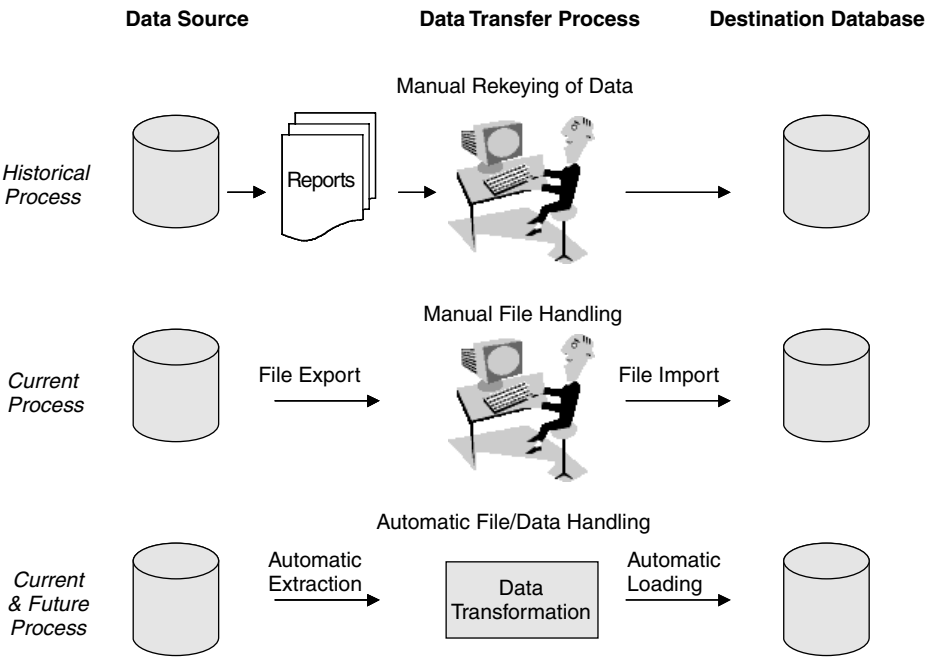 Data Source
Data Transfer Process
Destination Database
Manual Rekeying of Data
Historical
Process
Reports
Manual File Handling
Current
Process
File Export
File Import
Automatic File/Data Handling
Current
& Future
Process
Automatic
Extraction
Data
Transformation
Automatic
Loading